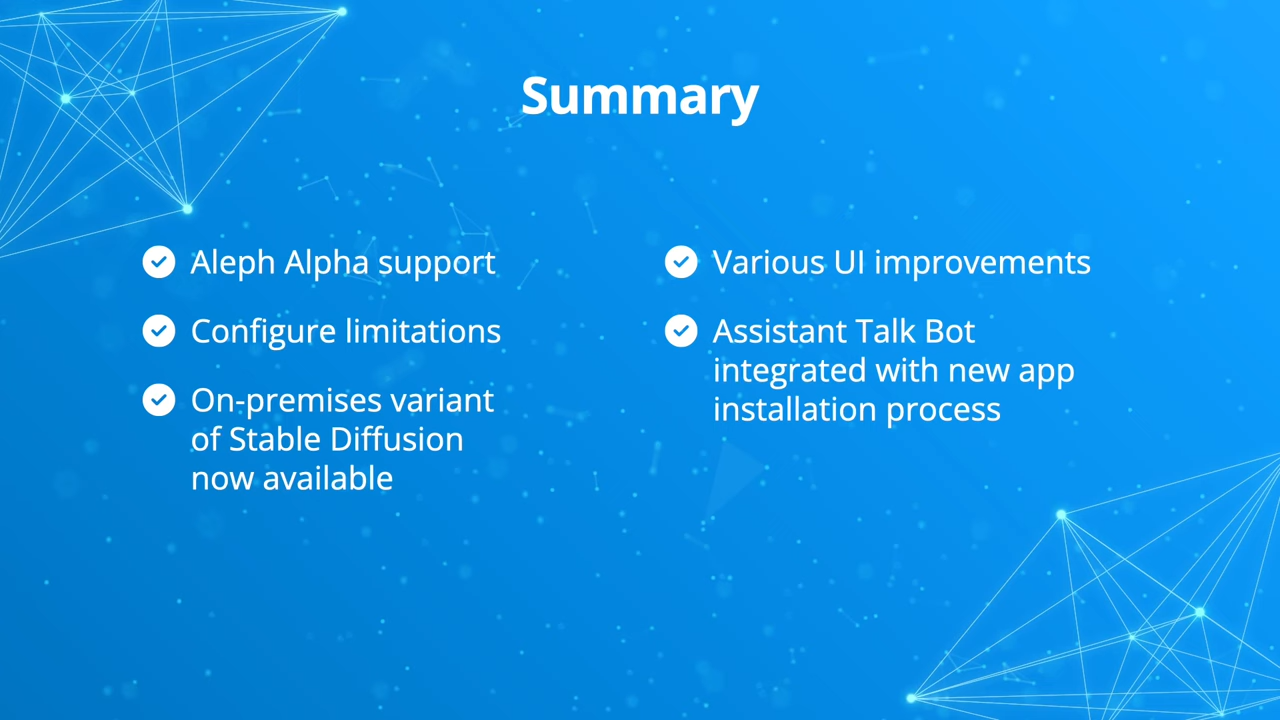 Summary
Aleph Alpha support
Configure limitations
On-premises variant
of Stable Diffusion
now available
Various UI improvements
Assistant Talk Bot
integrated with new app
installation process